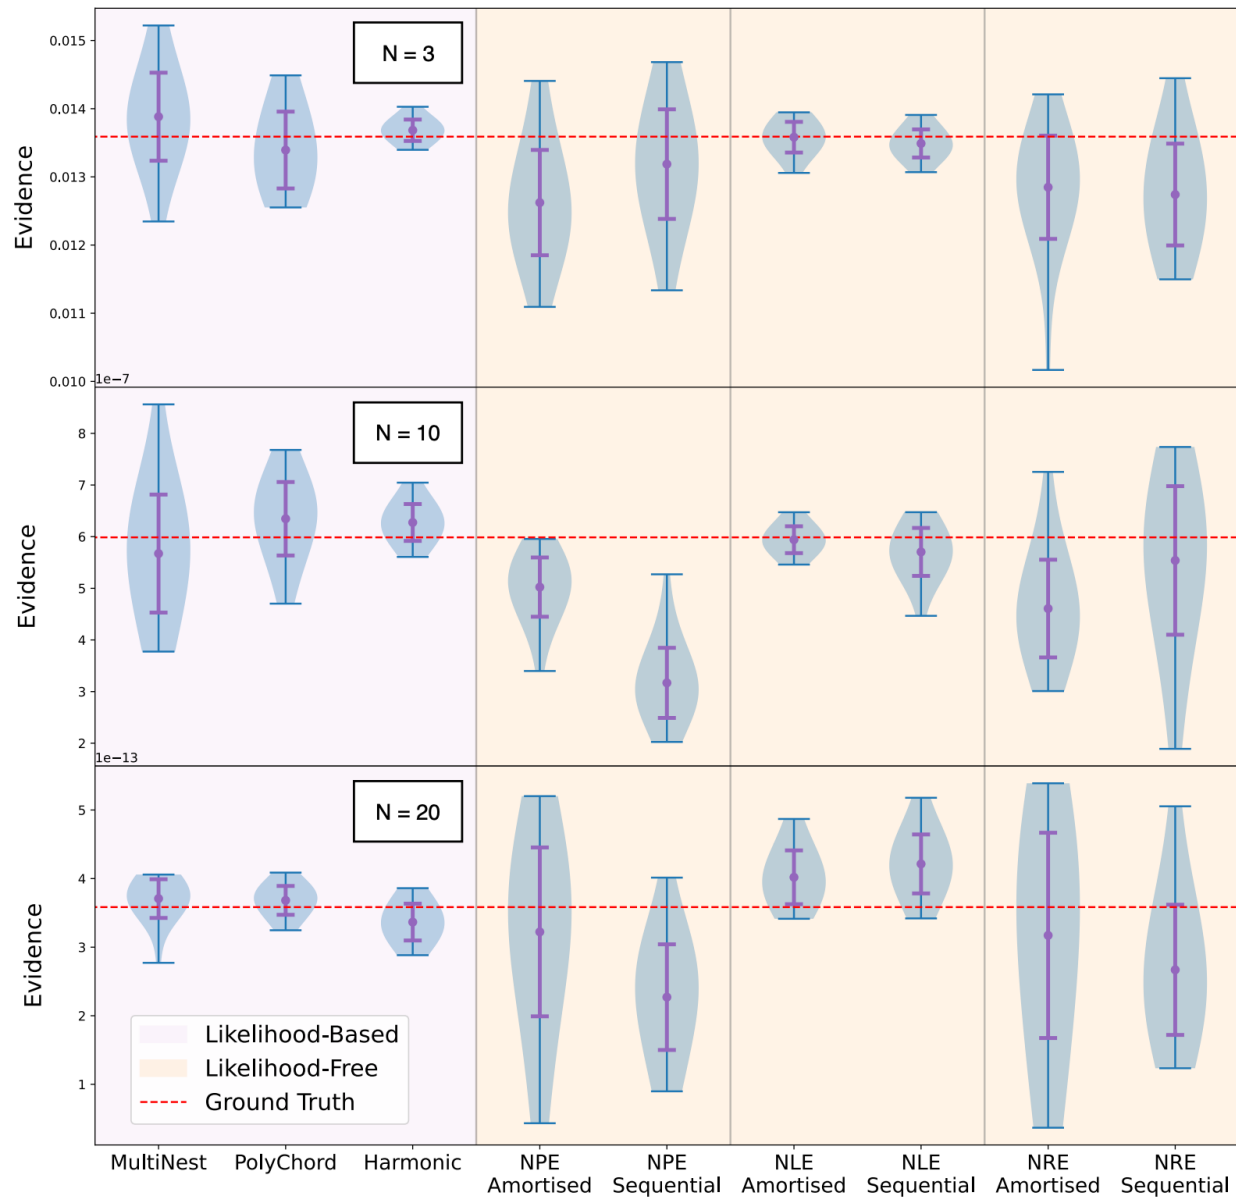 N = 3
0.015
0.014
0.013
0.012
0.011
0.010
Evidence
1e−7
N = 10
8
7
6
5
4
3
2
Evidence
1e−13
N = 20
5
4
3
2
1
Evidence
Likelihood-Based
Likelihood-Free
Ground Truth
MultiNest PolyChord Harmonic NPE NPE NLE NLE NRE NRE
Amortised Sequential Amortised Sequential Amortised Sequential